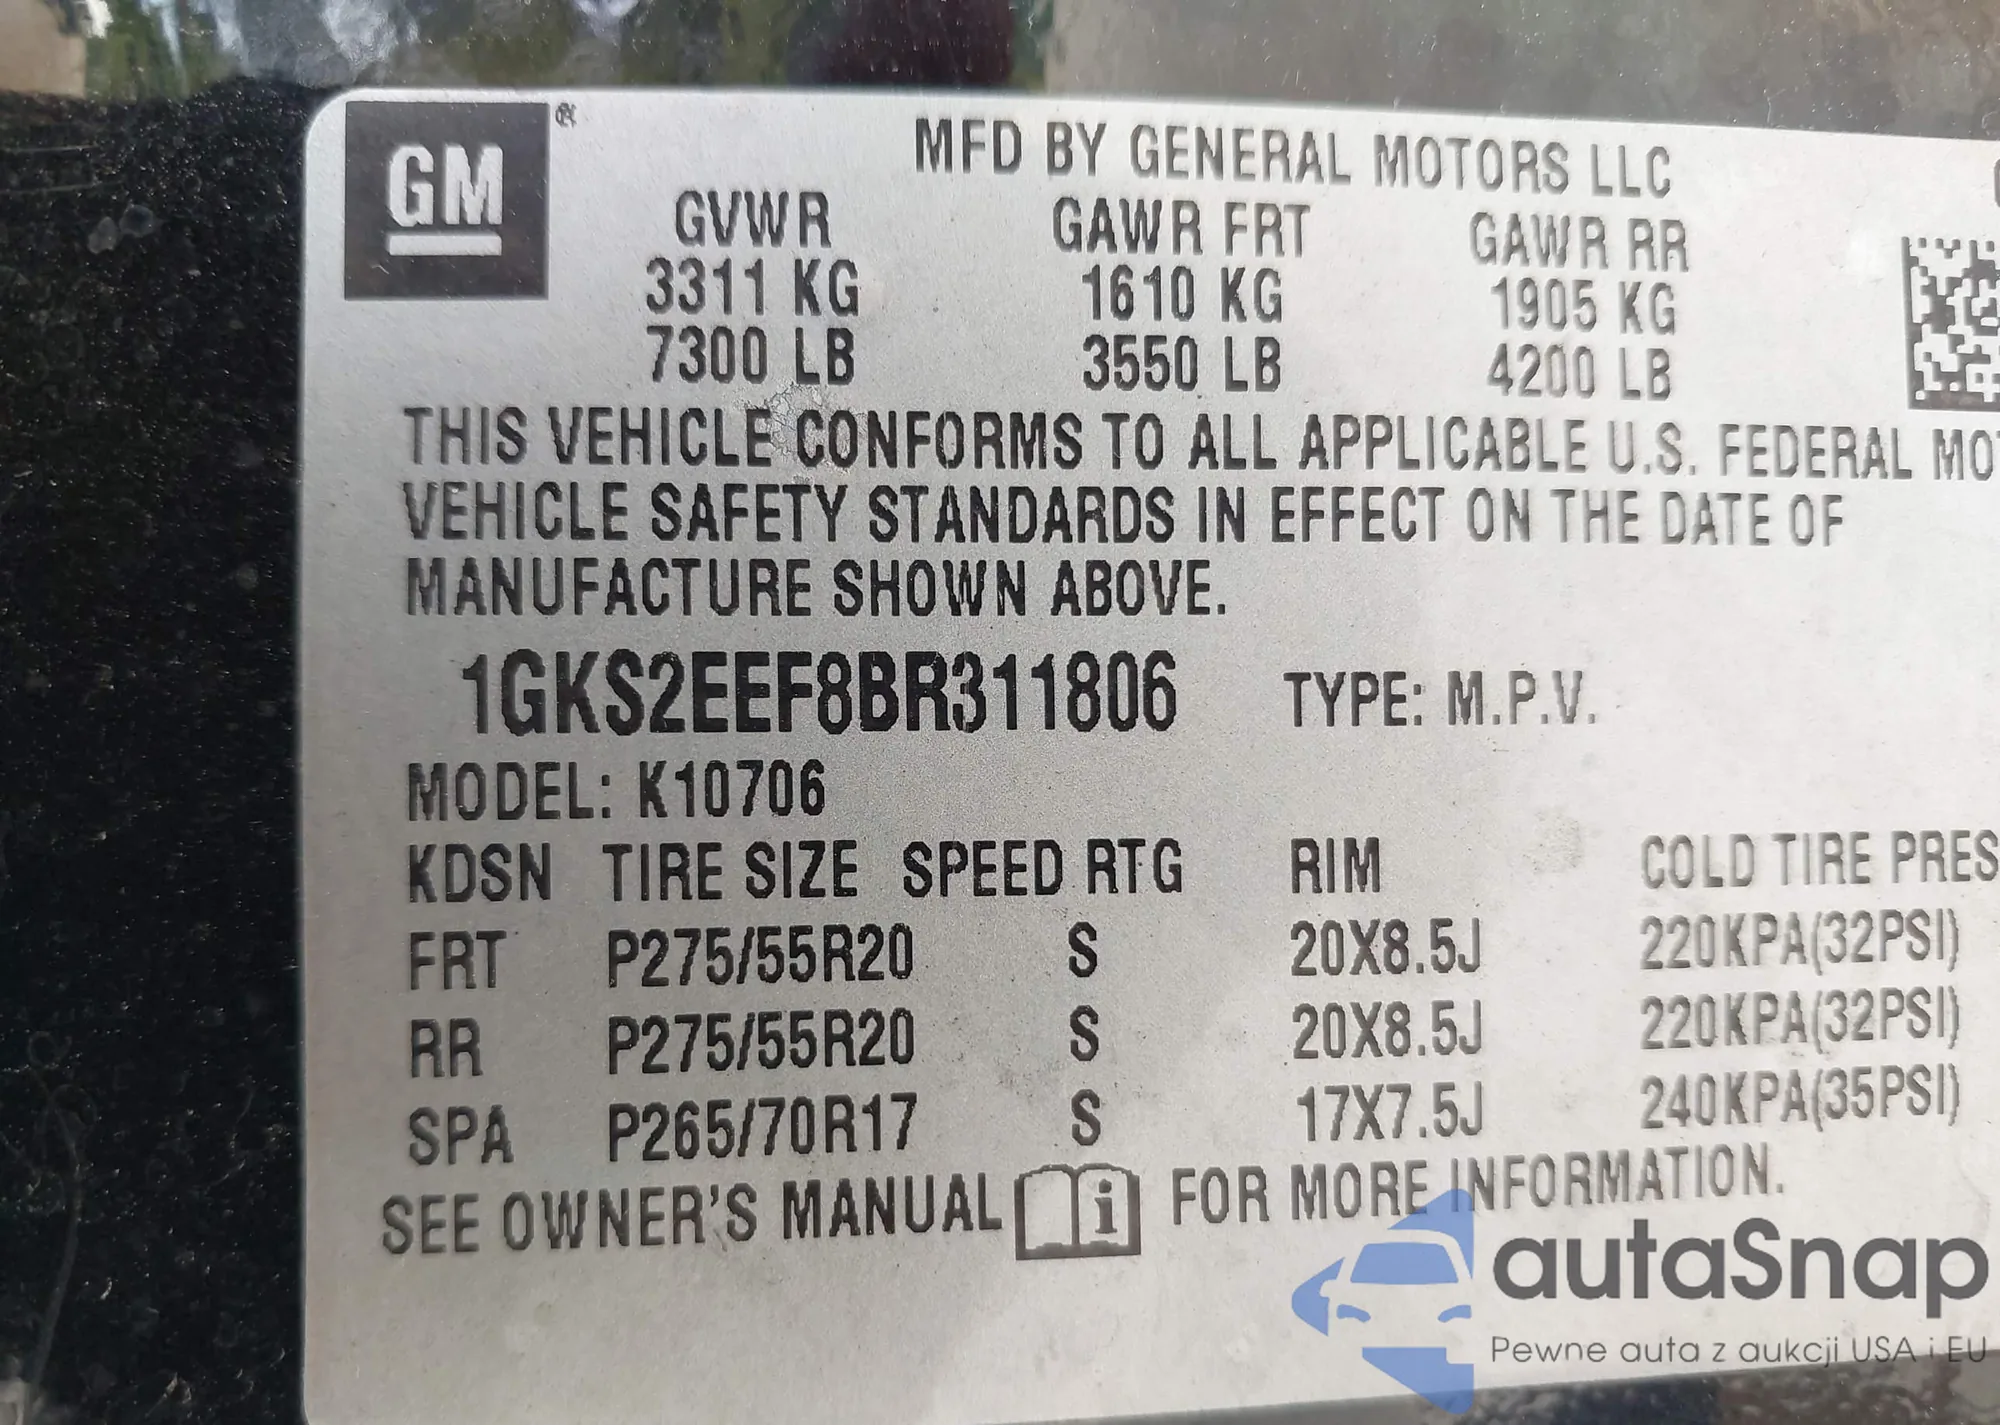 GM ®
MFD BY GENERAL MOTORS LLC
GVWR GAWR FRT GAWR RR
3311 KG 1610 KG 1905 KG
7300 LB 3550 LB 4200 LB
THIS VEHICLE CONFORMS TO ALL APPLICABLE U.S. FEDERAL MO
VEHICLE SAFETY STANDARDS IN EFFECT ON THE DATE OF
MANUFACTURE SHOWN ABOVE.
1GKS2EEF8BR311806 TYPE: M.P.V.
MODEL: K10706
KDSN TIRE SIZE SPEED RTG RIM COLD TIRE PRES
FRT P275/55R20 S 20X8.5J 220KPA(32PSI)
RR P275/55R20 S 20X8.5J 220KPA(32PSI)
SPA P265/70R17 S 17X7.5J 240KPA(35PSI)
SEE OWNER'S MANUAL i FOR MORE INFORMATION.
autaSnap
Pewne auta z aukcji USA i EU